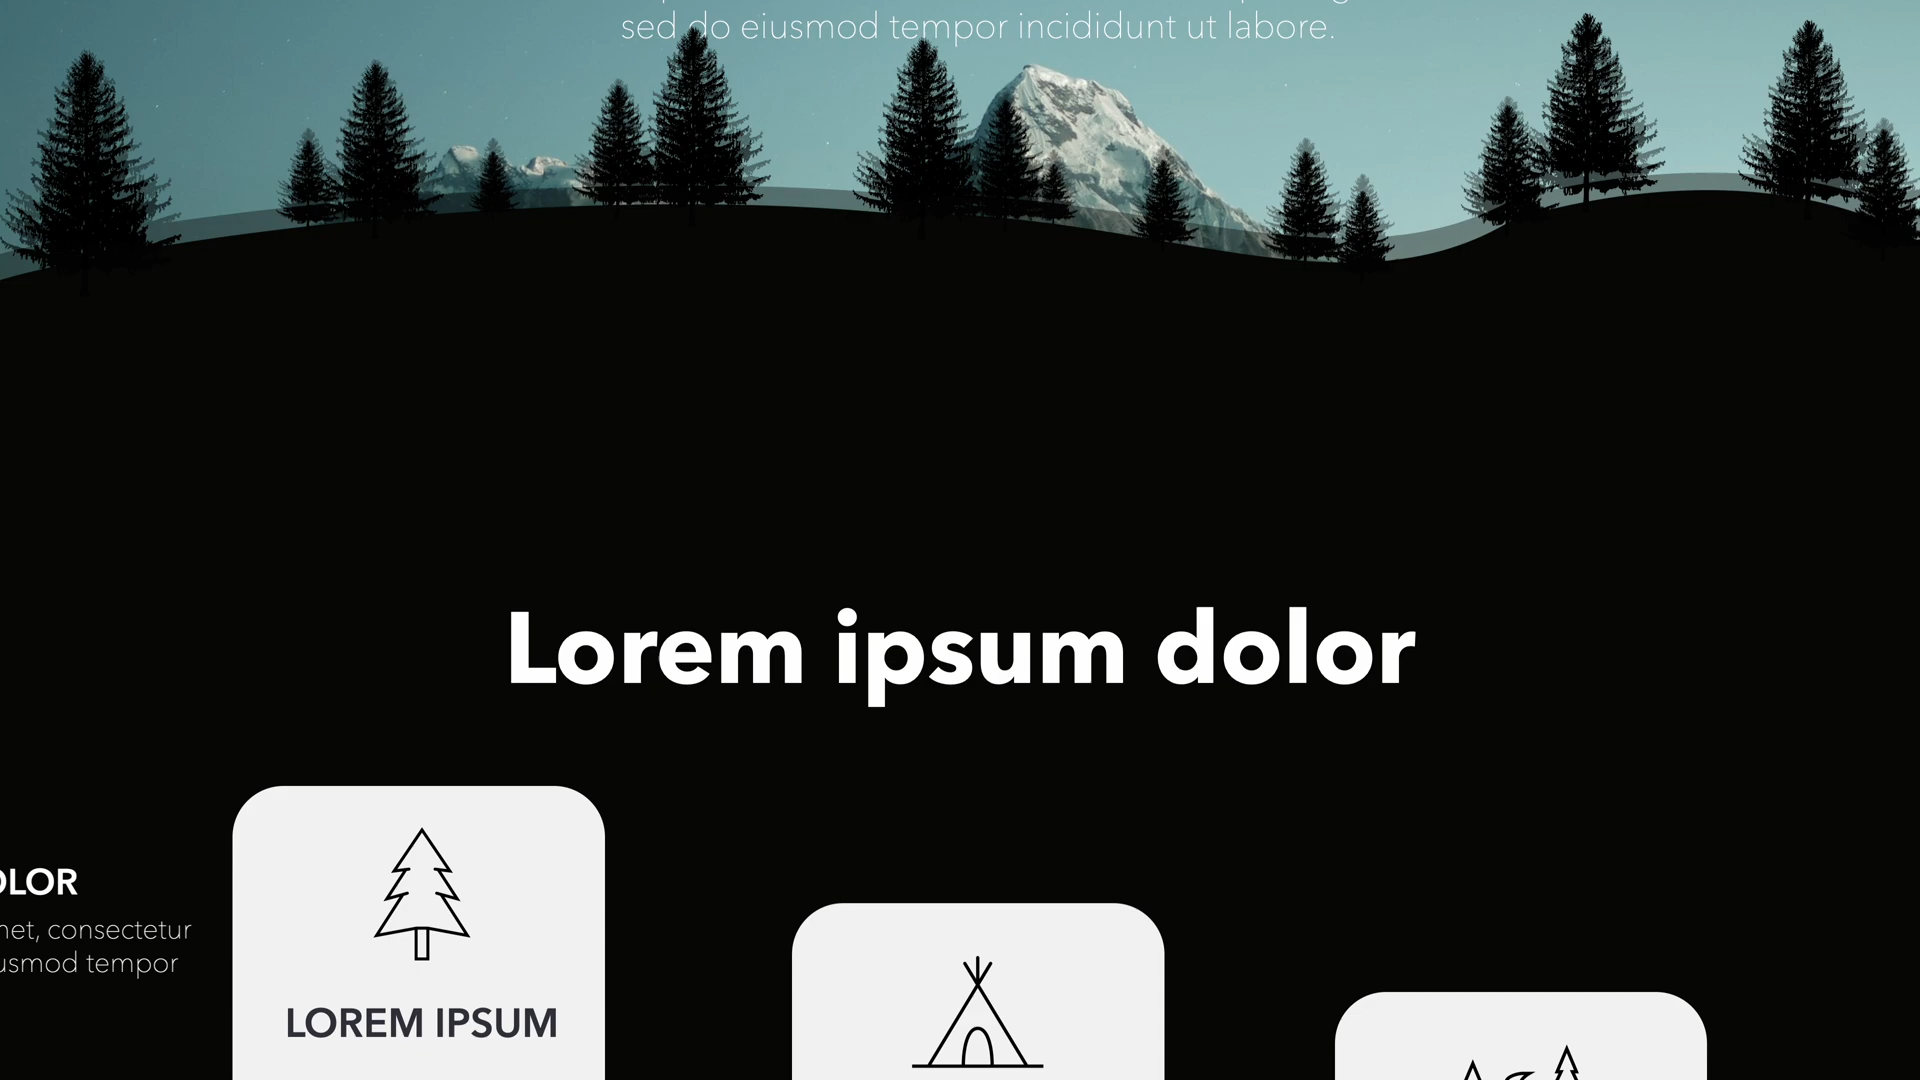 sed do eiusmod tempor incididunt ut labore.
Lorem ipsum dolor
OLOR
net, consectetur
usmod tempor
LOREM IPSUM